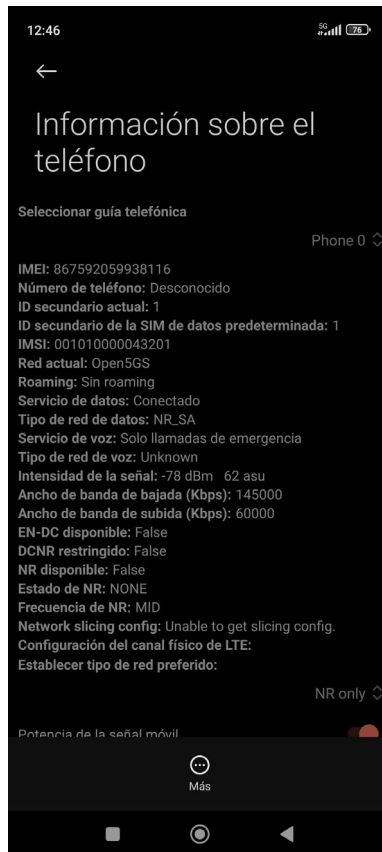 12:46
5G
76
Información sobre el
teléfono
Seleccionar guía telefónica
Phone 0
IMEI: 867592059938116
Número de teléfono: Desconocido
ID secundario actual: 1
ID secundario de la SIM de datos predeterminada: 1
IMSI: 001010000043201
Red actual: Open5GS
Roaming: Sin roaming
Servicio de datos: Conectado
Tipo de red de datos: NR_SA
Servicio de voz: Solo llamadas de emergencia
Tipo de red de voz: Unknown
Intensidad de la señal: -78 dBm 62 asu
Ancho de banda de bajada (Kbps): 145000
Ancho de banda de subida (Kbps): 60000
EN-DC disponible: False
DCNR restringido: False
NR disponible: False
Estado de NR: NONE
Frecuencia de NR: MID
Network slicing config: Unable to get slicing config.
Configuración del canal físico de LTE:
Establecer tipo de red preferido:
NR only
Potencia de la señal móvil
Más